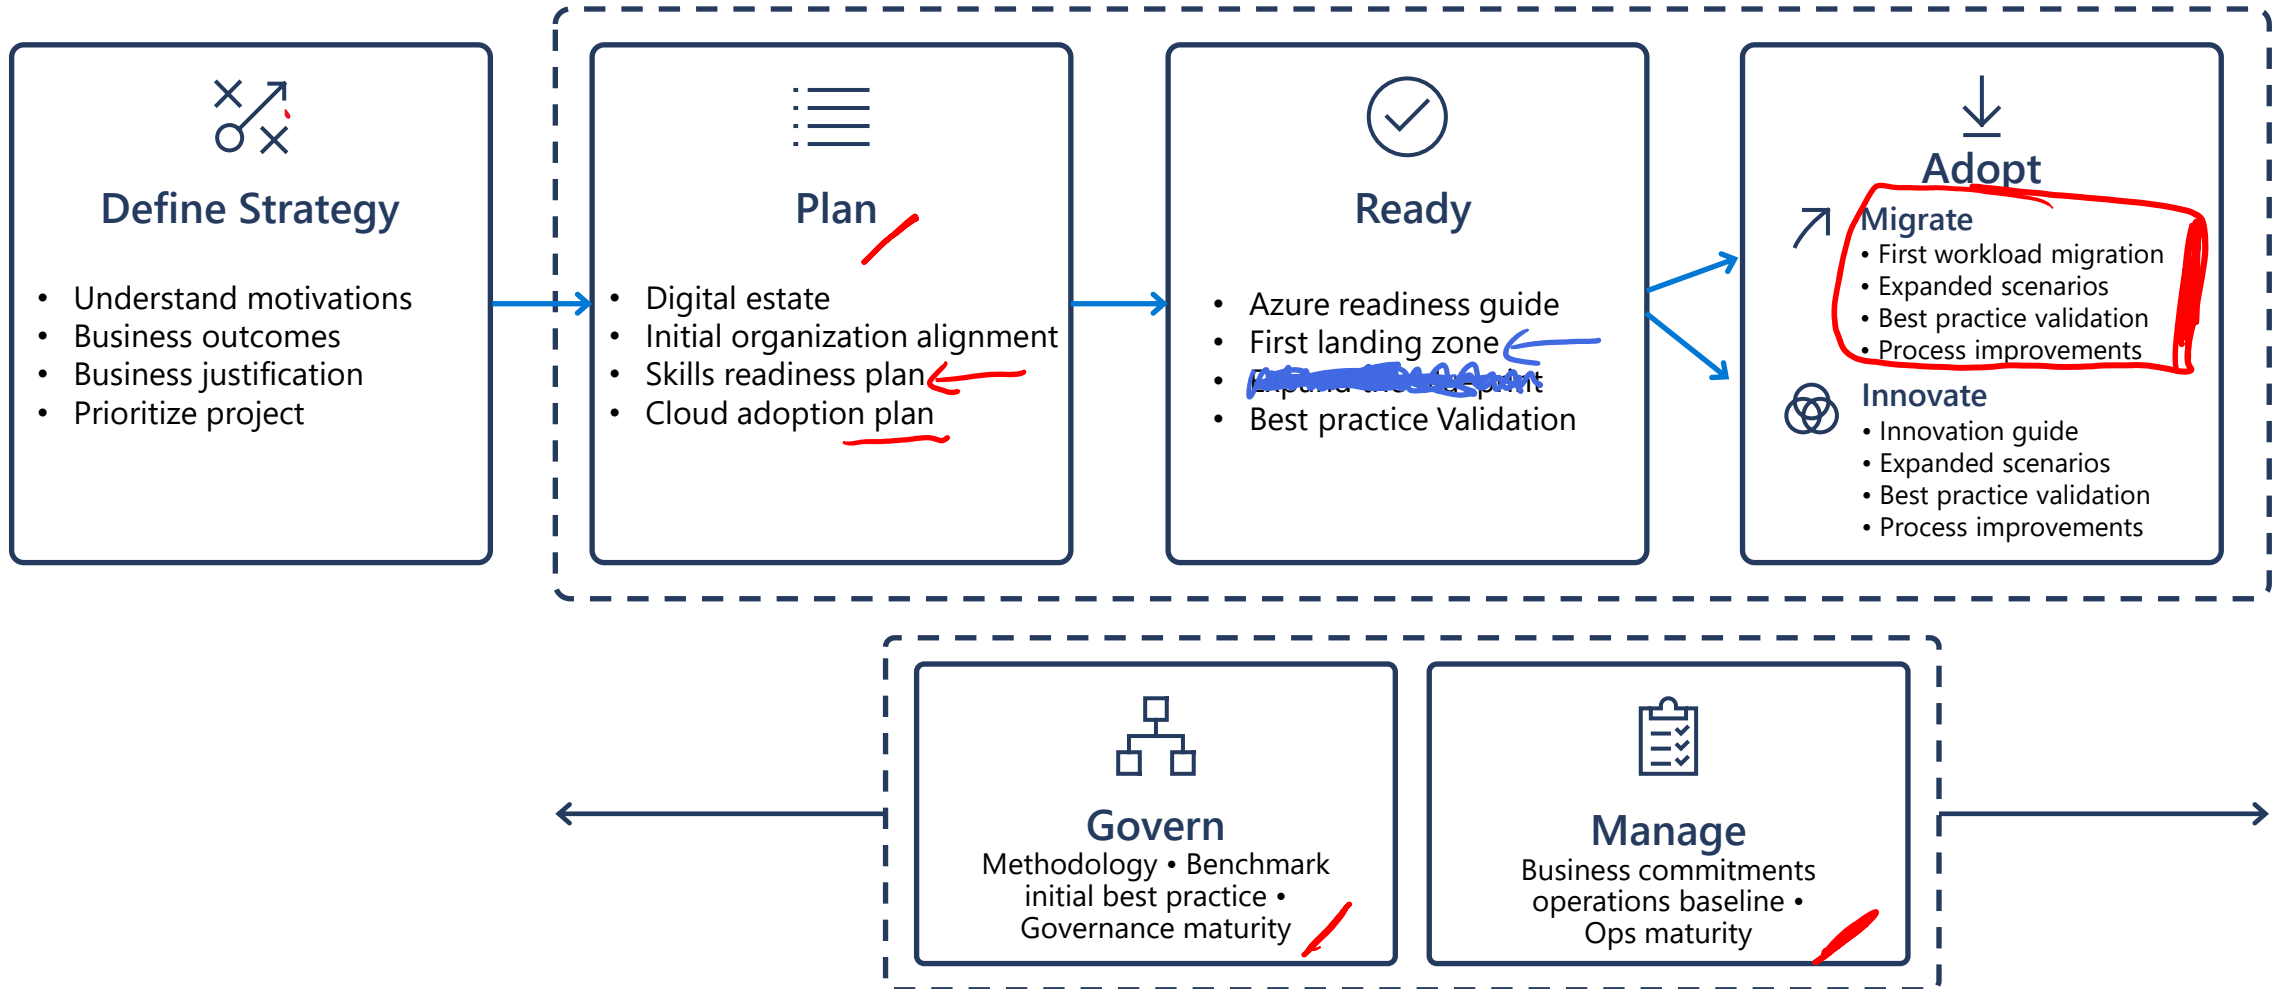 Define Strategy
• Understand motivations
• Business outcomes
• Business justification
• Prioritize project
Plan
• Digital estate
• Initial organization alignment
• Skills readiness plan
• Cloud adoption plan
Ready
• Azure readiness guide
• First landing zone
•
• Best practice Validation
Adopt
Migrate
• First workload migration
• Expanded scenarios
• Best practice validation
• Process improvements
Innovate
• Innovation guide
• Expanded scenarios
• Best practice validation
• Process improvements
Govern
Methodology • Benchmark
initial best practice •
Governance maturity
Manage
Business commitments
operations baseline •
Ops maturity